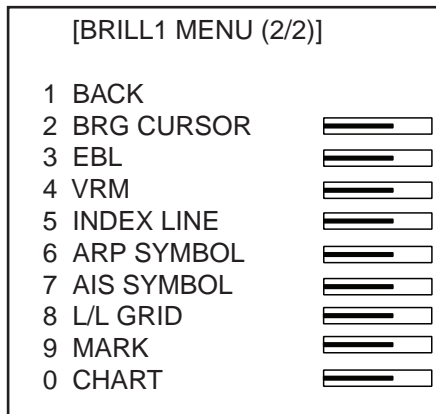 [BRILL1 MENU (2/2)]
1 BACK
2 BRG CURSOR
3 EBL
4 VRM
5 INDEX LINE
6 ARP SYMBOL
7 AIS SYMBOL
8 L/L GRID
9 MARK
0 CHART